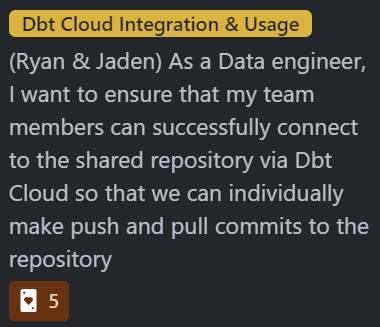 Dbt Cloud Integration & Usage
(Ryan & Jaden) As a Data engineer,
I want to ensure that my team
members can successfully connect
to the shared repository via Dbt
Cloud so that we can individually
make push and pull commits to the
repository
5